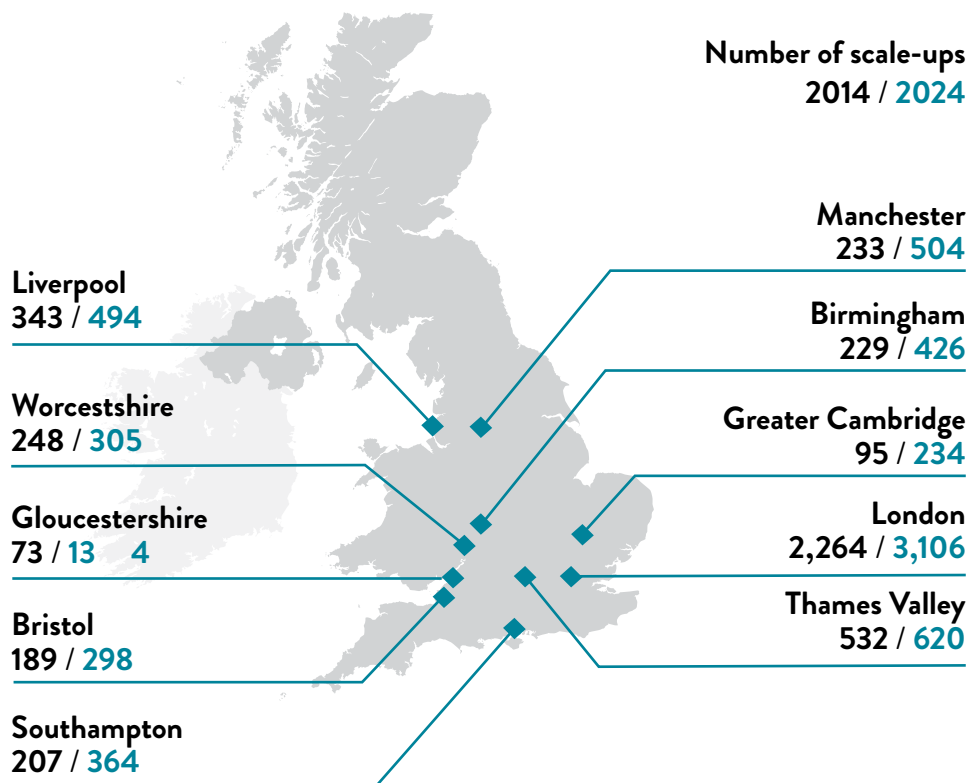 Number of scale-ups
2014 / 2024
Manchester
233 / 504
Liverpool
343 / 494
Birmingham
229 / 426
Worcestshire
248 / 305
Greater Cambridge
95 / 234
Gloucestershire
73 / 13 4
London
2,264 / 3,106
Thames Valley
532 / 620
Bristol
189 / 298
Southampton
207 / 364